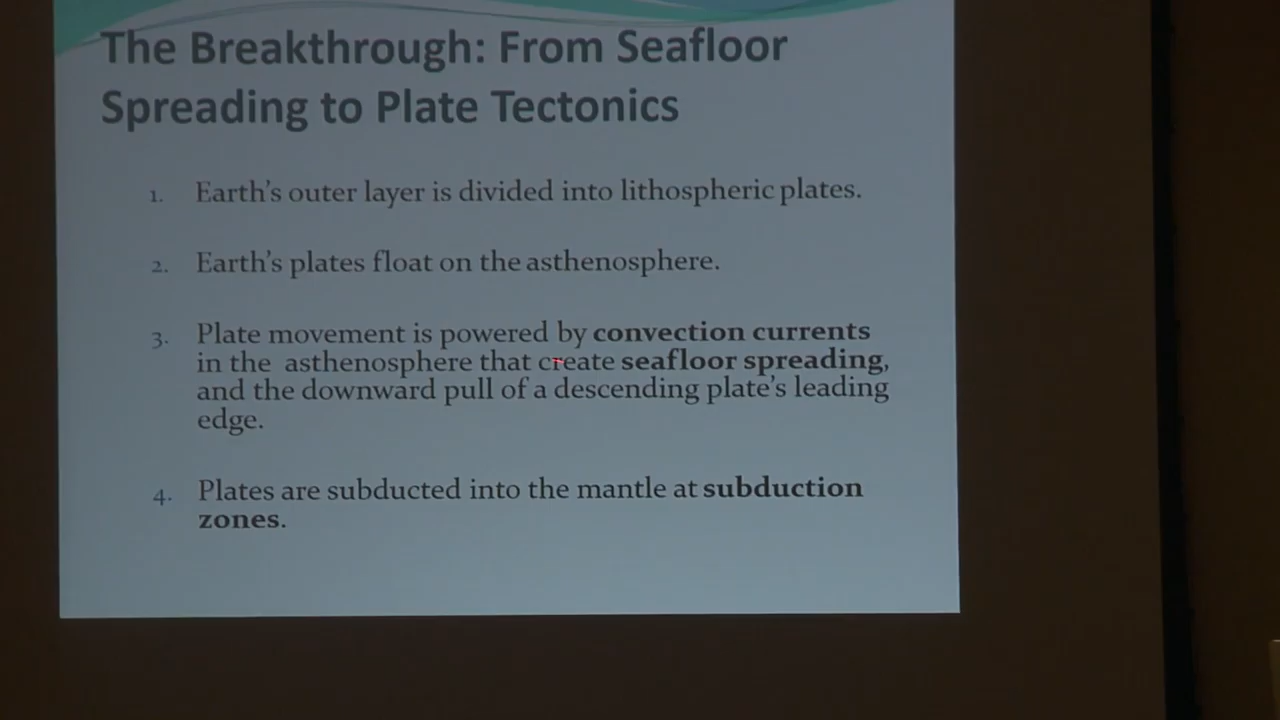 The Breakthrough: From Seafloor
Spreading to Plate Tectonics
1. Earth's outer layer is divided into lithospheric plates.
2. Earth's plates float on the asthenosphere.
3. Plate movement is powered by convection currents
in the asthenosphere that create seafloor spreading,
and the downward pull of a descending plate's leading
edge.
4. Plates are subducted into the mantle at subduction
zones.